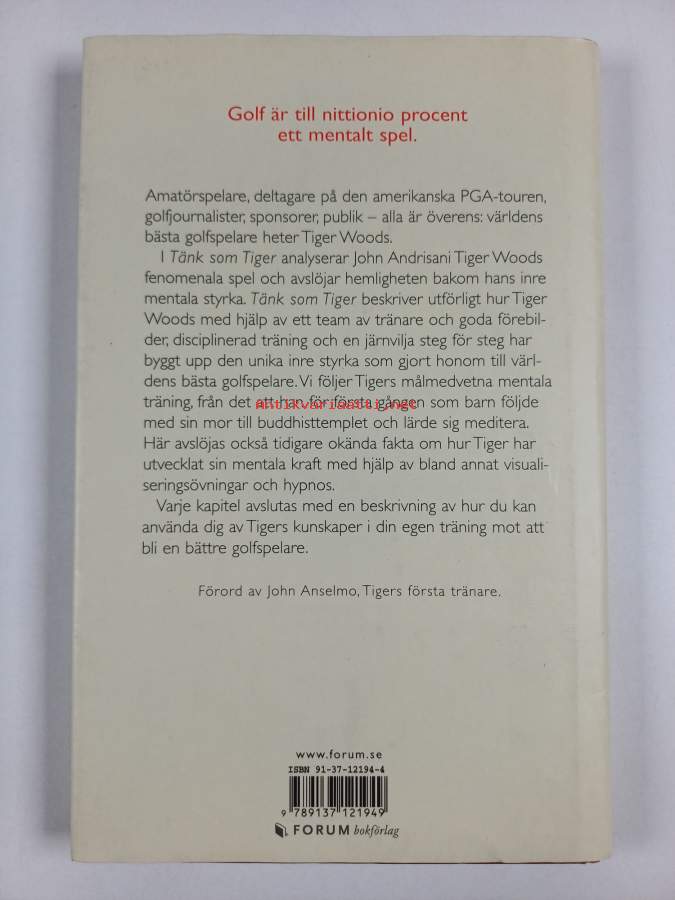 Golf är till nittionio procent
ett mentalt spel.
Amatörspelare, deltagare på den amerikanska PGA-touren,
golfjournalister, sponsorer, publik – alla är överens: världens
bästa golfspelare heter Tiger Woods.
I Tänk som Tiger analyserar John Andrisani Tiger Woods
fenomenala spel och avslöjar hemligheten bakom hans inre
mentala styrka. Tänk som Tiger beskriver utförligt hur Tiger
Woods med hjälp av ett team av tränare och goda förebil-
der, disciplinerad träning och en järnvilja steg för steg har
byggt upp den unika inre styrka som gjort honom till värl-
dens bästa golfspelare. Vi följer Tigers målmedvetna mentala
träning, från det att han för första gången som barn följde
Antikvariaatti.net
med sin mor till buddhisttemplet och lärde sig meditera.
Här avslöjas också tidigare okända fakta om hur Tiger har
utvecklat sin mentala kraft med hjälp av bland annat visuali-
seringsövningar och hypnos.
Varje kapitel avslutas med en beskrivning av hur du kan
använda dig av Tigers kunskaper i din egen träning mot att
bli en bättre golfspelare.
Förord av John Anselmo, Tigers första tränare.
www.forum.se
ISBN 91-37-12194-4
9 789137 121949
FORUM bokförlag